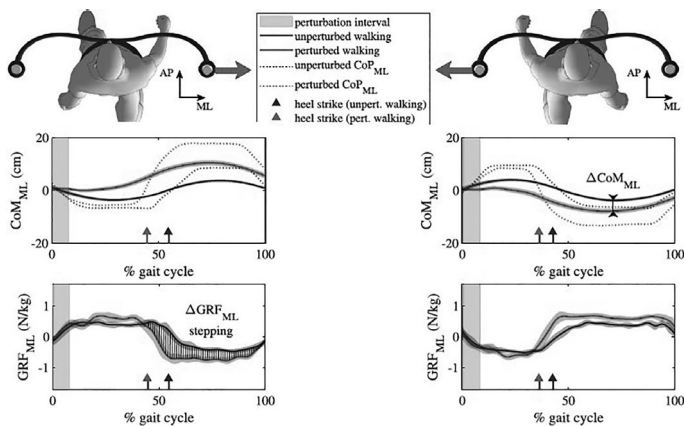 perturbation interval
unperturbed walking
perturbed walking
unperturbed CoP_ML
perturbed CoP_ML
heel strike (unpert. walking)
heel strike (pert. walking)
AP
ML
AP
ML
20
0
-20
CoM_ML (cm)
0 50 100
% gait cycle
20
0
-20
CoM_ML (cm)
ΔCoM_ML
0 50 100
% gait cycle
1
0
-1
GRF_ML (N/kg)
ΔGRF_ML
stepping
0 50 100
% gait cycle
1
0
-1
GRF_ML (N/kg)
0 50 100
% gait cycle